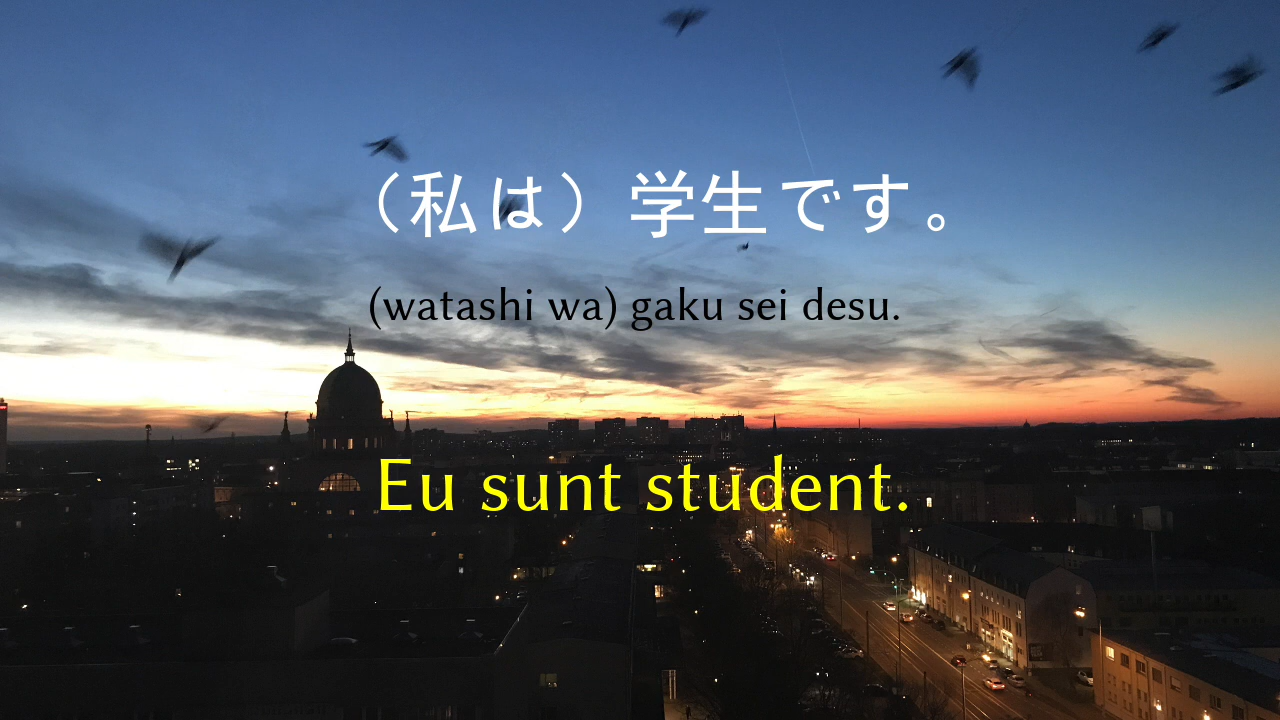 （私は）学生です。
(watashi wa) gaku sei desu.
Eu sunt student.